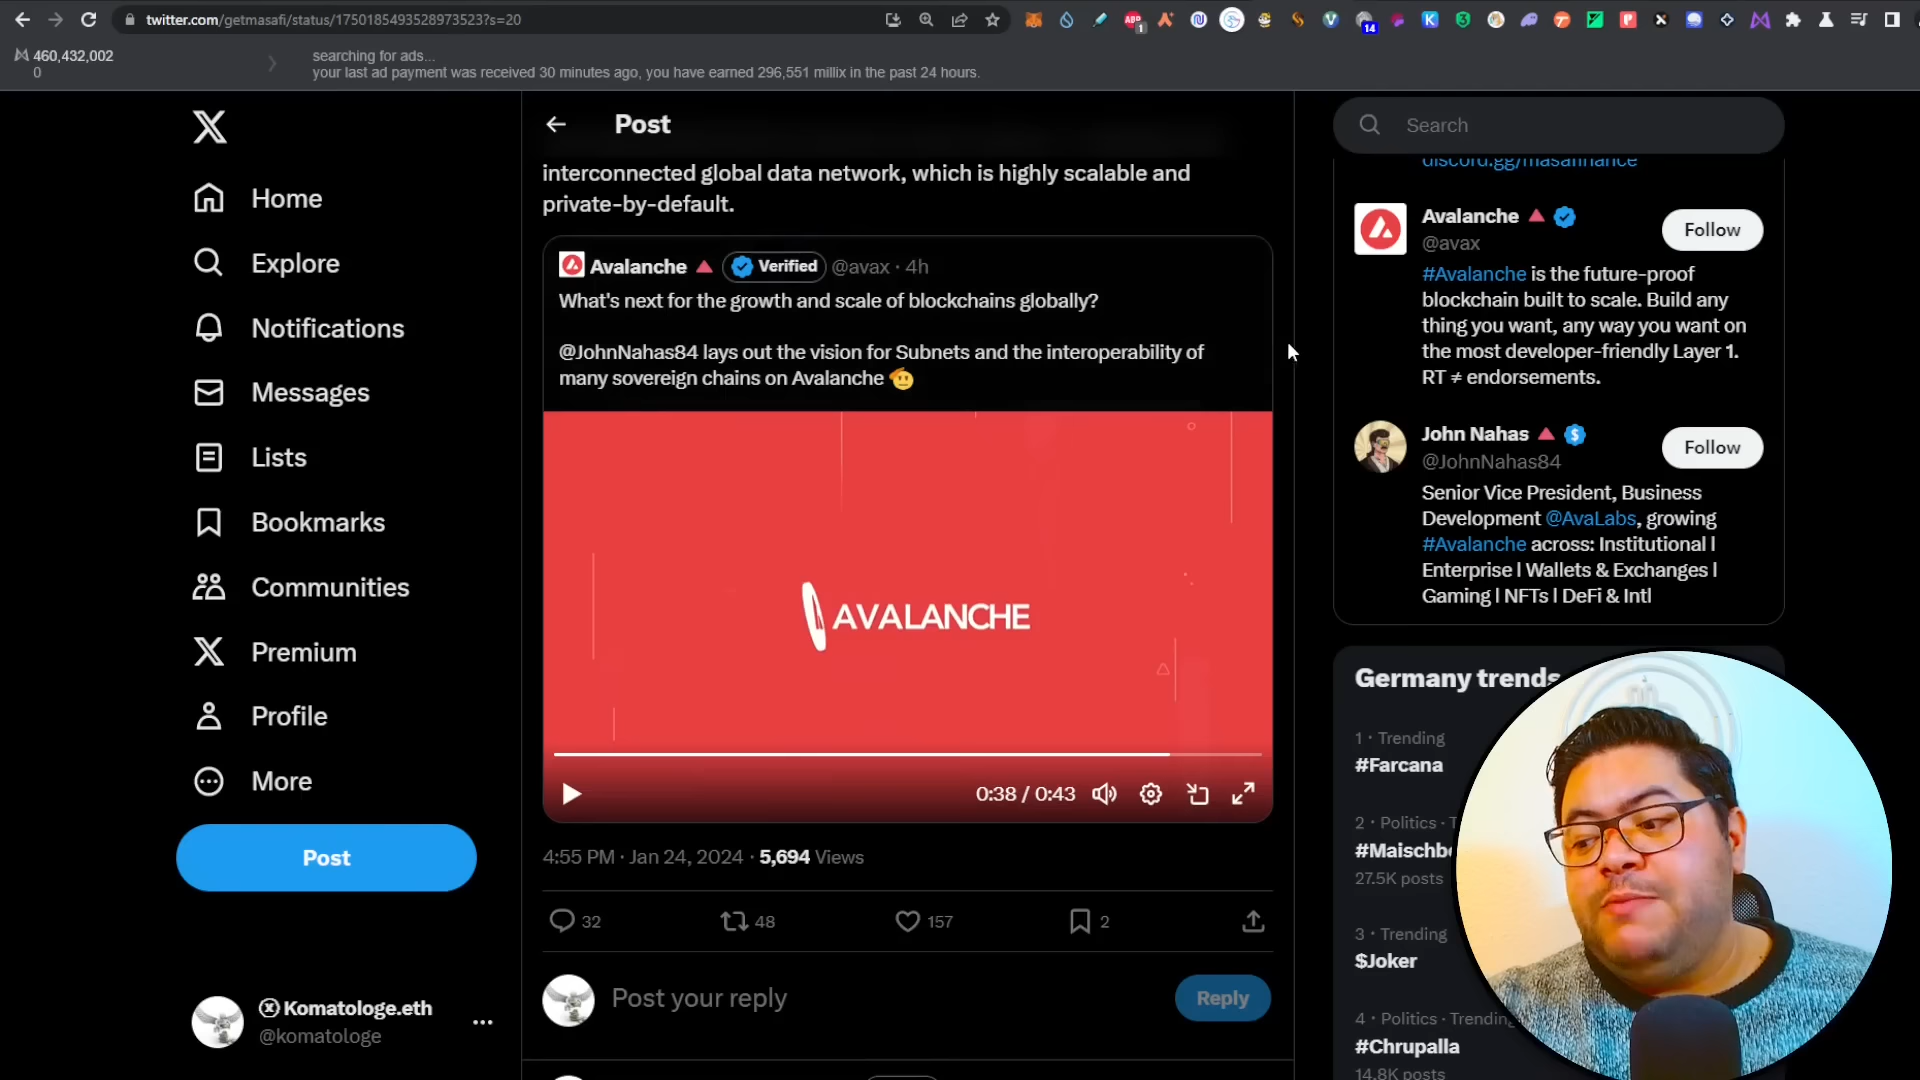 twitter.com/getmasafi/status/1750185493528973523?s=20
1
14
460,432,002
0
searching for ads...
your last ad payment was received 30 minutes ago, you have earned 296,551 millix in the past 24 hours.
Home
Explore
Notifications
Messages
Lists
Bookmarks
Communities
Premium
Profile
More
Post
Komatologe.eth
@komatologe
Post
interconnected global data network, which is highly scalable and
private-by-default.
Avalanche Verified @avax · 4h
What's next for the growth and scale of blockchains globally?
@JohnNahas84 lays out the vision for Subnets and the interoperability of
many sovereign chains on Avalanche 🫡
AVALANCHE
0:38 / 0:43
4:55 PM · Jan 24, 2024 · 5,694 Views
32
48
157
2
Post your reply
Reply
Search
discord.gg/masafinance
Avalanche
@avax
Follow
#Avalanche is the future-proof
blockchain built to scale. Build any
thing you want, any way you want on
the most developer-friendly Layer 1.
RT ≠ endorsements.
John Nahas
@JohnNahas84
Follow
Senior Vice President, Business
Development @AvaLabs, growing
#Avalanche across: Institutional |
Enterprise | Wallets & Exchanges |
Gaming | NFTs | DeFi & Intl
Germany trends
1 · Trending
#Farcana
2 · Politics ·
27.5K posts
3 · Trending
$Joker
4 · Politics · Trending
#Chrupalla
14.8K posts